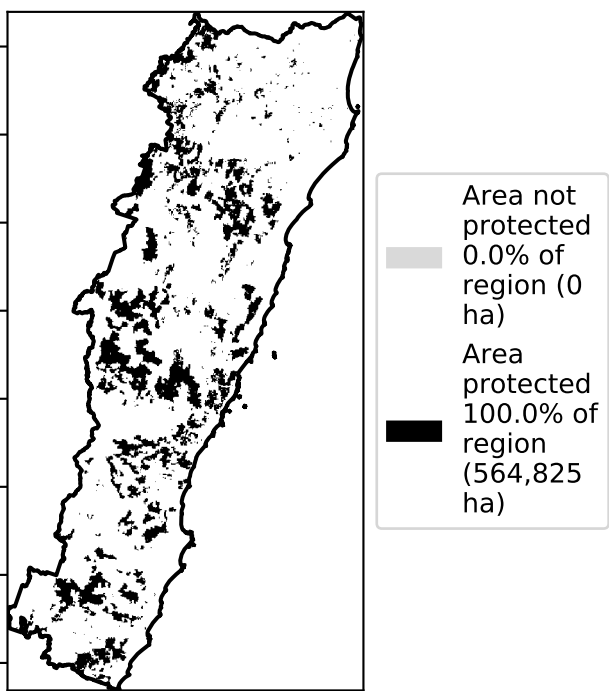 Area not
protected
0.0% of
region (0
ha)
Area
protected
100.0% of
region
(564,825
ha)